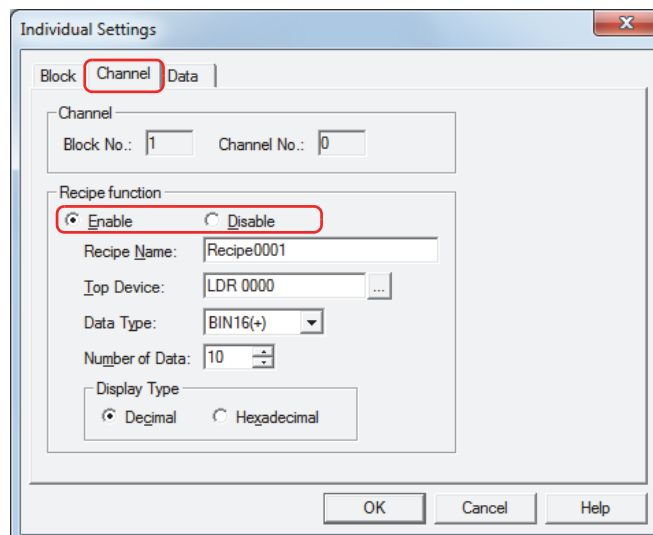 Individual Settings
Block Channel Data
Channel
Block No.: 1 Channel No.: 0
Recipe function
Enable Disable
Recipe Name: Recipe0001
Top Device: LDR 0000 ...
Data Type: BIN16(+)
Number of Data: 10
Display Type
Decimal Hexadecimal
OK Cancel Help